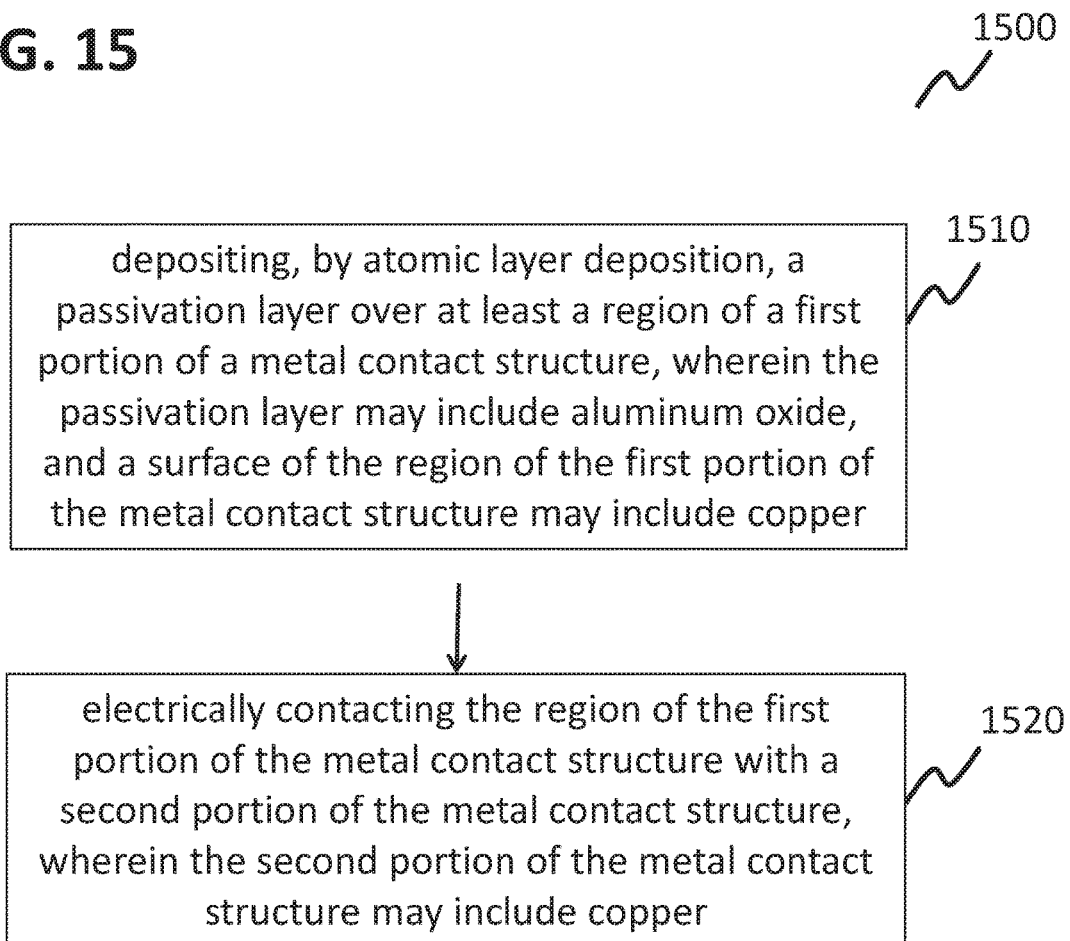 G. 15
1500
1510
depositing, by atomic layer deposition, a
passivation layer over at least a region of a first
portion of a metal contact structure, wherein the
passivation layer may include aluminum oxide,
and a surface of the region of the first portion of
the metal contact structure may include copper
1520
electrically contacting the region of the first
portion of the metal contact structure with a
second portion of the metal contact structure,
wherein the second portion of the metal contact
structure may include copper